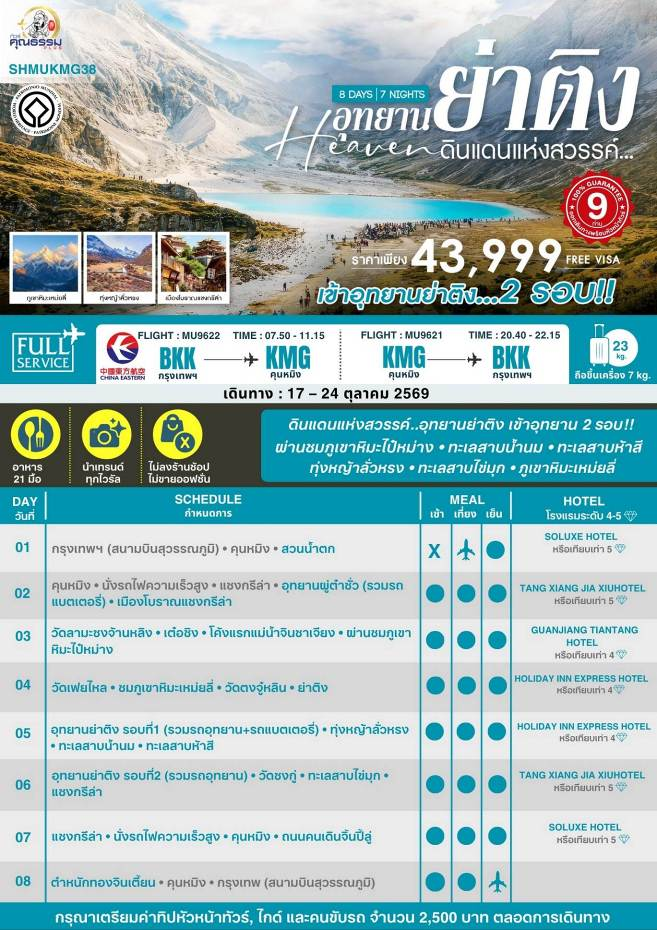 ทัวร์
คุณธรรม
PLUS
SHMUKMG38
8 DAYS | 7 NIGHTS
อุทยานย่าติง
Heaven ดินแดนแห่งสวรรค์...
100% GUARANTEE
9
ท่าน
ราคาเพียง 43,999 FREE VISA
เข้าอุทยานย่าติง...2 รอบ!!
ภูเขาหิมะเหม่ยลี่
ทุ่งหญ้าลั่วหรง
เมืองโบราณแชงกรีล่า
FULL SERVICE
中國東方航空
CHINA EASTERN
FLIGHT : MU9622 TIME : 07.50 - 11.15
BKK KMG
กรุงเทพฯ คุนหมิง
FLIGHT : MU9621 TIME : 20.40 - 22.15
KMG BKK
คุนหมิง กรุงเทพฯ
23 kg.
ถือขึ้นเครื่อง 7 kg.
เดินทาง : 17 – 24 ตุลาคม 2569
อาหาร
21 มื้อ
นำเทรนด์
ทุกไวรัล
ไม่ลงร้านช้อป
ไม่ขายออฟชั่น
ดินแดนแห่งสวรรค์..อุทยานย่าติง เข้าอุทยาน 2 รอบ!!
ผ่านชมภูเขาหิมะไป๋หม่าง • ทะเลสาบน้ำนม • ทะเลสาบห้าสี
ทุ่งหญ้าลั่วหรง • ทะเลสาบไข่มุก • ภูเขาหิมะเหม่ยลี่
DAY SCHEDULE MEAL HOTEL
วันที่ กำหนดการ เช้า เที่ยง เย็น โรงแรมระดับ 4-5
01 กรุงเทพฯ (สนามบินสุวรรณภูมิ) • คุนหมิง • สวนน้ำตก X
SOLUXE HOTEL
หรือเทียบเท่า 5
02 คุนหมิง • นั่งรถไฟความเร็วสูง • แชงกรีล่า • อุทยานผู่ต๋าชั่ว (รวมรถ
แบตเตอรี่) • เมืองโบราณแชงกรีล่า
TANG XIANG JIA XIUHOTEL
หรือเทียบเท่า 5
03 วัดลามะซงจ้านหลิง • เต๋อชิง • โค้งแรกแม่น้ำจินซาเจียง • ผ่านชมภูเขา
หิมะไป๋หม่าง
GUANJIANG TIANTANG
HOTEL
หรือเทียบเท่า 4
04 วัดเฟยไหล • ชมภูเขาหิมะเหม่ยลี่ • วัดตงจู๋หลิน • ย่าติง
HOLIDAY INN EXPRESS HOTEL
หรือเทียบเท่า 4
05 อุทยานย่าติง รอบที่1 (รวมรถอุทยาน+รถแบตเตอรี่) • ทุ่งหญ้าลั่วหรง
• ทะเลสาบน้ำนม • ทะเลสาบห้าสี
HOLIDAY INN EXPRESS HOTEL
หรือเทียบเท่า 4
06 อุทยานย่าติง รอบที่2 (รวมรถอุทยาน) • วัดชงกู่ • ทะเลสาบไข่มุก •
แชงกรีล่า
TANG XIANG JIA XIUHOTEL
หรือเทียบเท่า 5
07 แชงกรีล่า • นั่งรถไฟความเร็วสูง • คุนหมิง • ถนนคนเดินจิ้นปี้ลู่
SOLUXE HOTEL
หรือเทียบเท่า 5
08 ตำหนักทองจินเตี้ยน • คุนหมิง • กรุงเทพ (สนามบินสุวรรณภูมิ)
กรุณาเตรียมค่าทิปหัวหน้าทัวร์, ไกด์ และคนขับรถ จำนวน 2,500 บาท ตลอดการเดินทาง